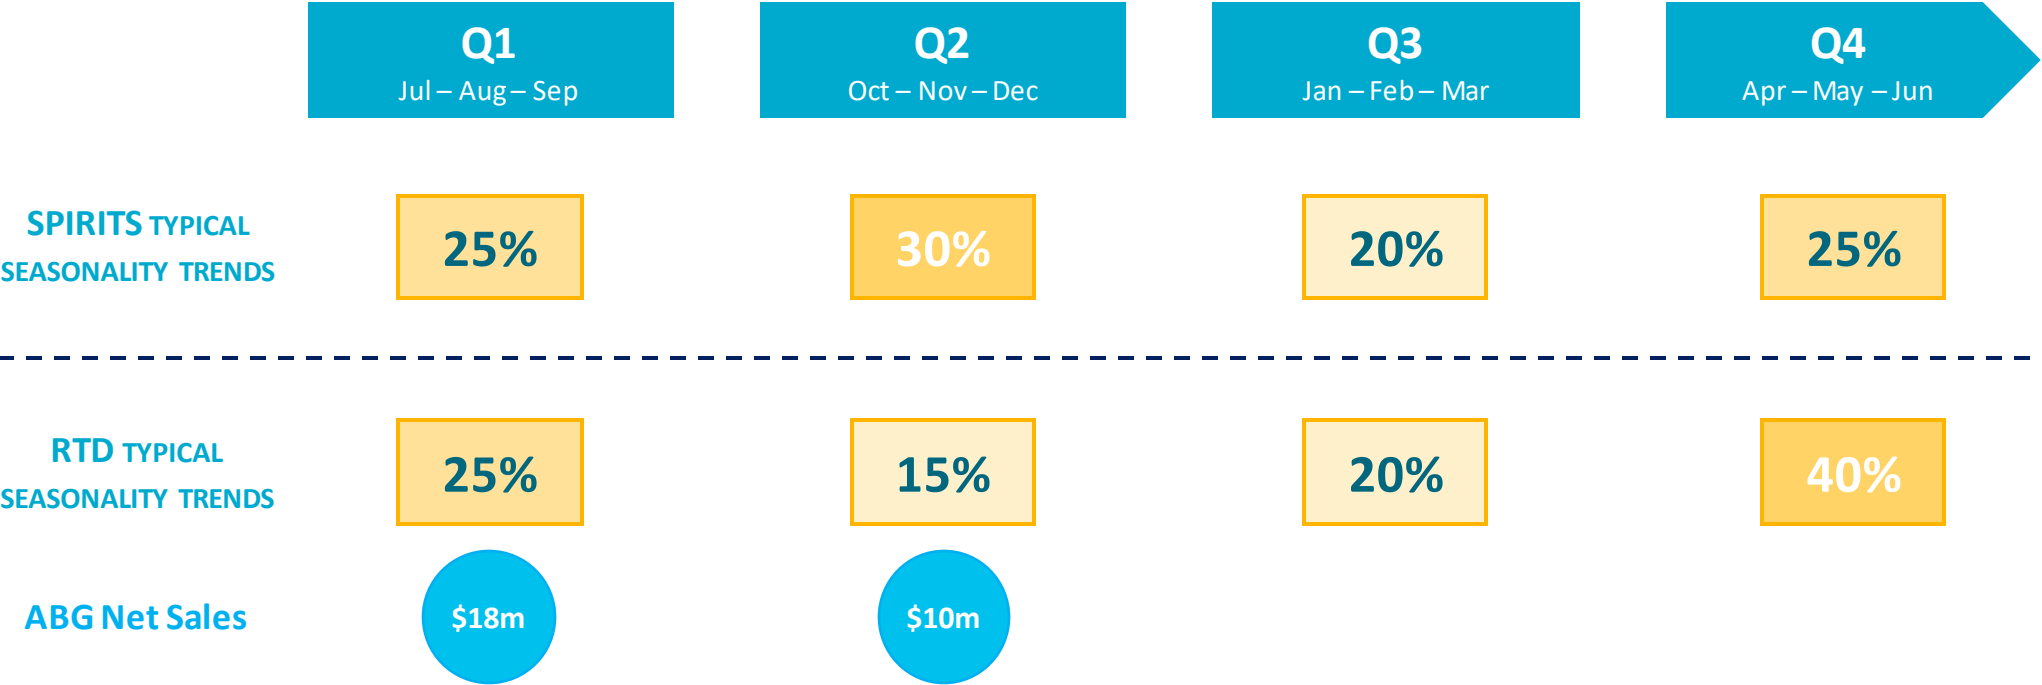 Q1
Jul – Aug – Sep
Q2
Oct – Nov – Dec
Q3
Jan – Feb – Mar
Q4
Apr – May – Jun
SPIRITS TYPICAL
SEASONALITY TRENDS
25%
30%
20%
25%
RTD TYPICAL
SEASONALITY TRENDS
25%
15%
20%
40%
ABG Net Sales
$18m
$10m